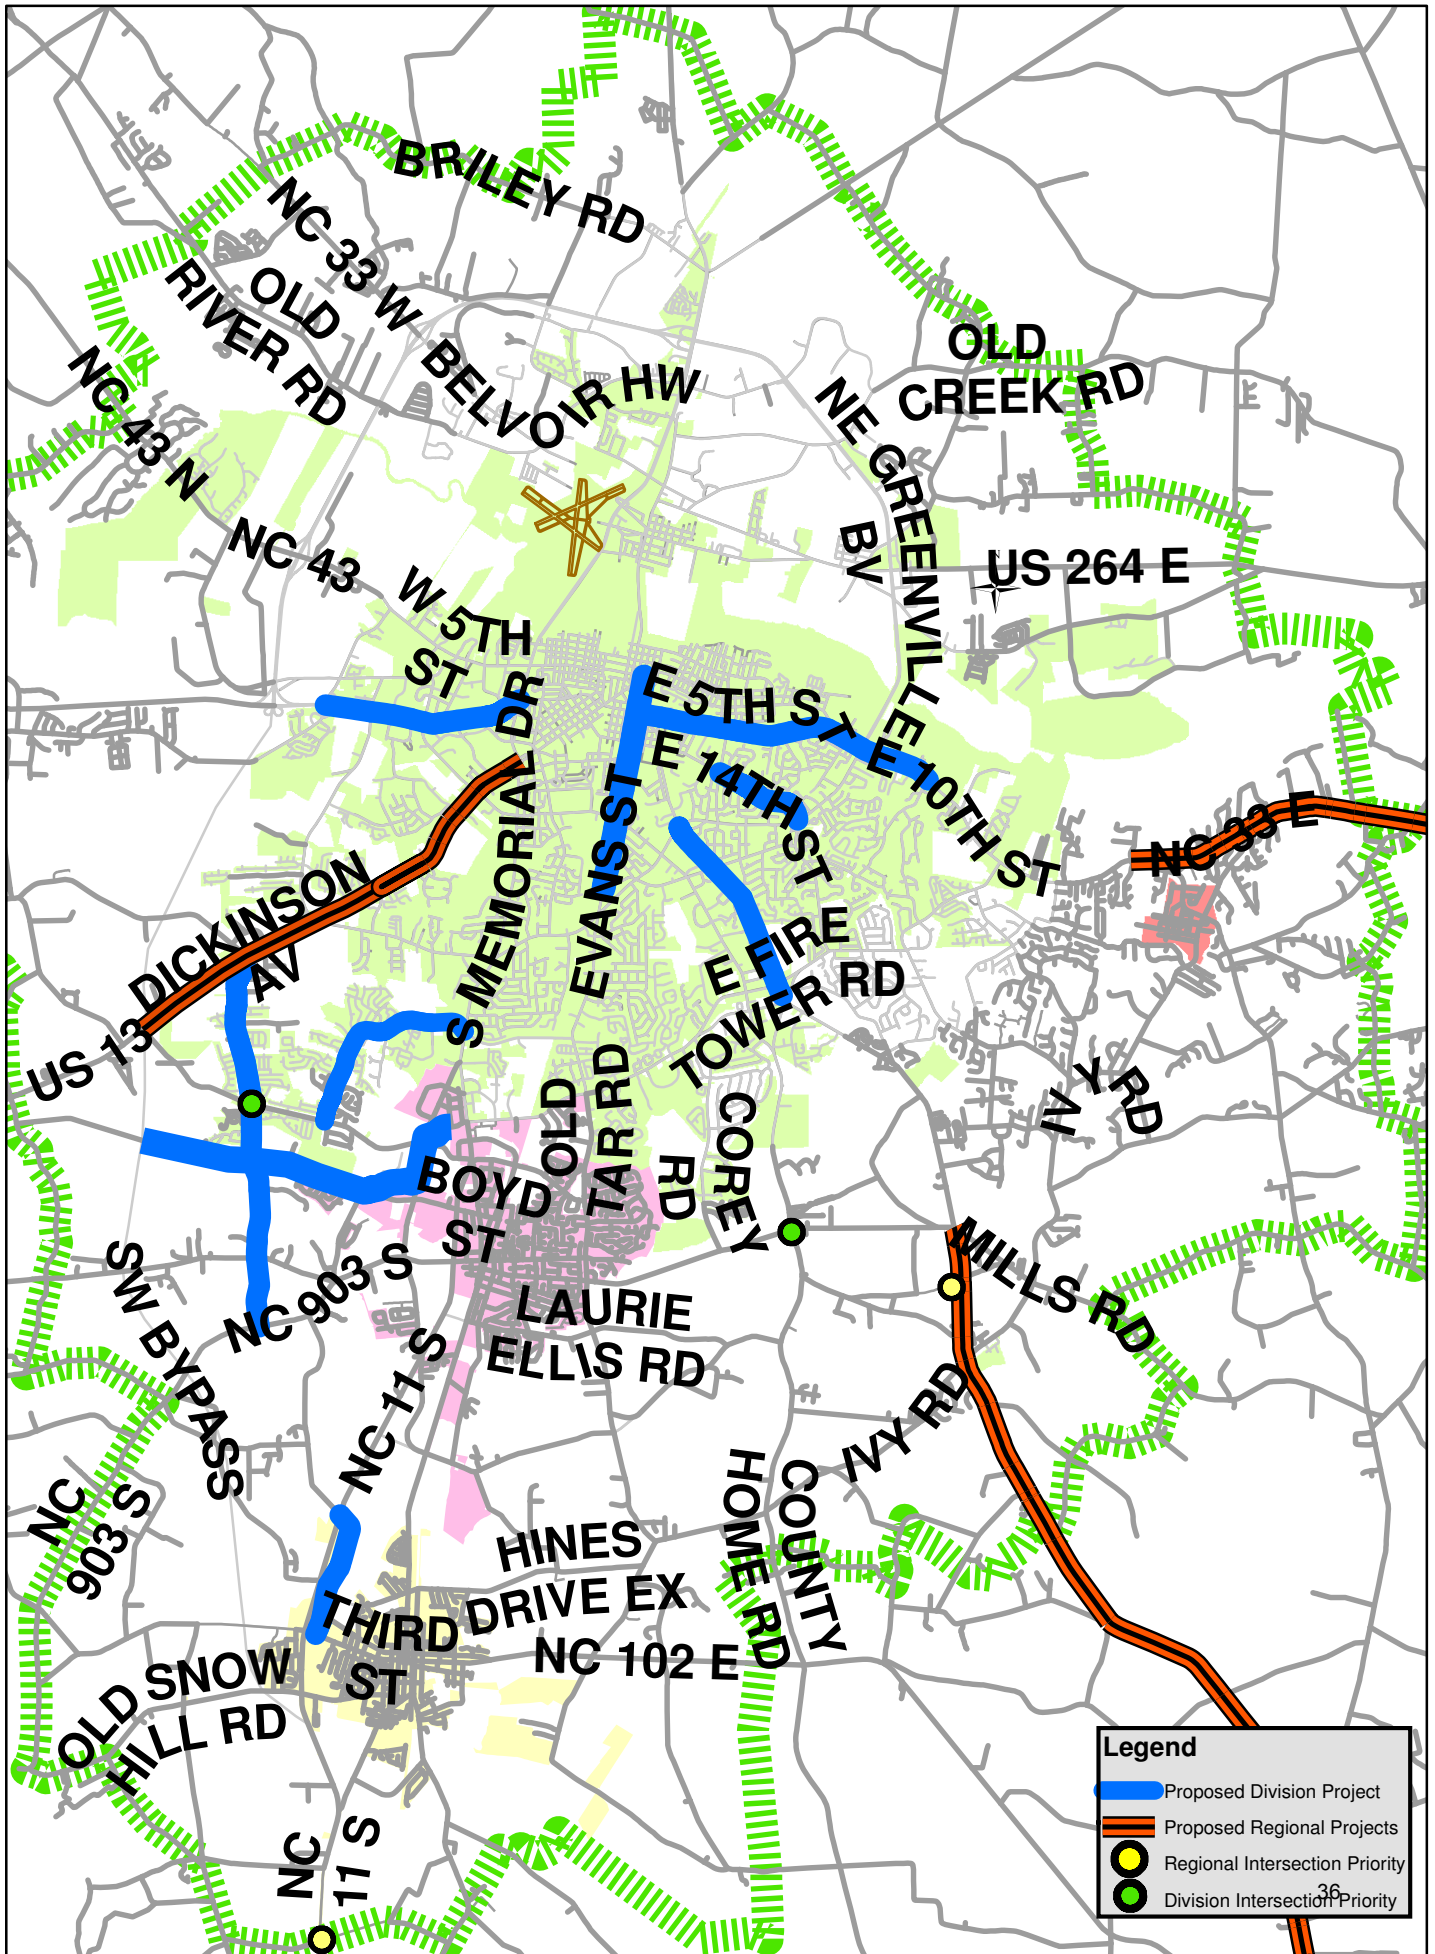 BRILEY RD
NC 33 W
BELVOIR HW
OLD
RIVER RD
OLD
CREEK RD
NC 43 N
NE GREENVILLE
BV
NC 43
US 264 E
W 5TH
ST
E 5TH ST
E 10TH ST
E 14TH ST
S MEMORIAL DR
EVANS ST
NC 33 E
DICKINSON
AV
US 13
E FIRE
TOWER RD
OLD
TAR RD
COREY
RD
IVY RD
BOYD
ST
SW BYPASS
NC 903 S
MILLS RD
LAURIE
ELLIS RD
NC 11 S
IVY RD
NC
903 S
COUNTY
HOME RD
HINES
DRIVE EX
THIRD
ST
NC 102 E
OLD SNOW
HILL RD
NC
11 S
Legend
Proposed Division Project
Proposed Regional Projects
Regional Intersection Priority
Division Intersection Priority
36